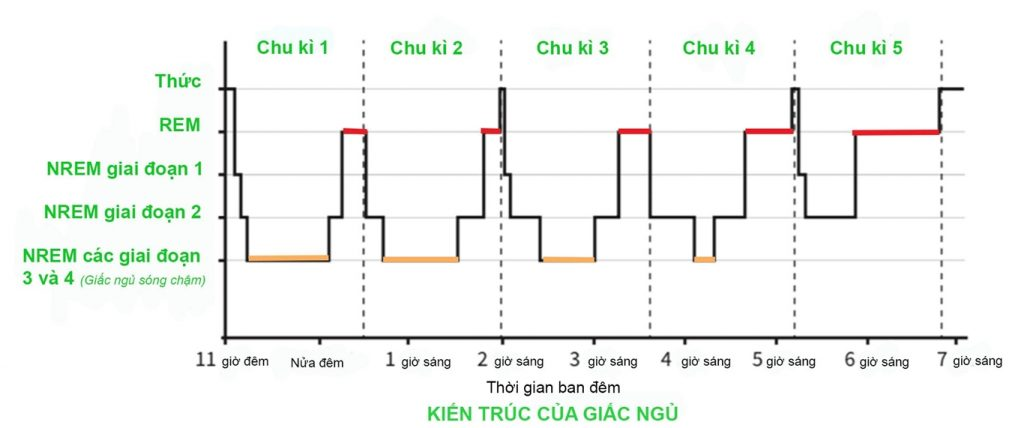 Chu kì 1 Chu kì 2 Chu kì 3 Chu kì 4 Chu kì 5
Thức
REM
NREM giai đoạn 1
NREM giai đoạn 2
NREM các giai đoạn
3 và 4 (Giấc ngủ sóng chậm)
11 giờ đêm Nửa đêm 1 giờ sáng 2 giờ sáng 3 giờ sáng 4 giờ sáng 5 giờ sáng 6 giờ sáng 7 giờ sáng
Thời gian ban đêm
KIẾN TRÚC CỦA GIẤC NGỦ